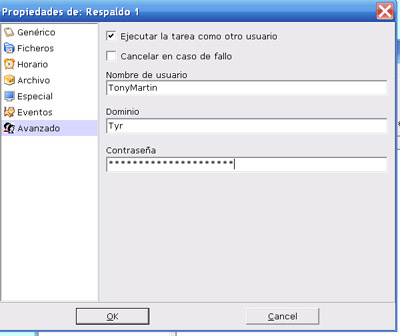 Propiedades de: Respaldo 1
Genérico
Ficheros
Horario
Archivo
Especial
Eventos
Avanzado
Ejecutar la tarea como otro usuario
Cancelar en caso de fallo
Nombre de usuario
TonyMartin
Dominio
Tyr
Contraseña
*********************
OK
Cancel